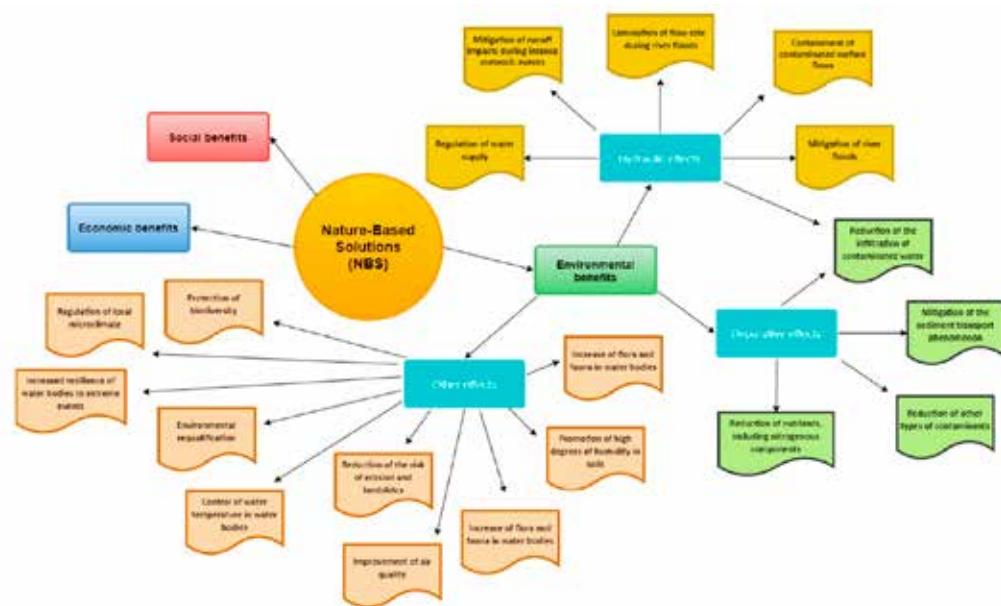 Mitigation of runoff
impacts during intense
meteoric events
Lamination of flow rate
during river floods
Containment of
contaminated surface
flows
Social benefits
Regulation of water
supply
Hydraulic effects
Mitigation of river
floods
Economic benefits
Nature-Based
Solutions
(NBS)
Environmental
benefits
Reduction of the
infiltration of
contaminated water
Protection of
biodiversity
Regulation of local
microclimate
Depurative effects
Mitigation of the
sediment transport
phenomena
Increase of flora and
fauna in water bodies
Increased resilience of
water bodies to extreme
events
Other effects
Environmental
requalification
Reduction of nutrients,
including nitrogenous
components
Reduction of other
types of contaminants
Promotion of high
degrees of humidity in
soils
Reduction of the risk
of erosion and
landslides
Control of water
temperature in water
bodies
Increase of flora and
fauna in water bodies
Improvement of air
quality